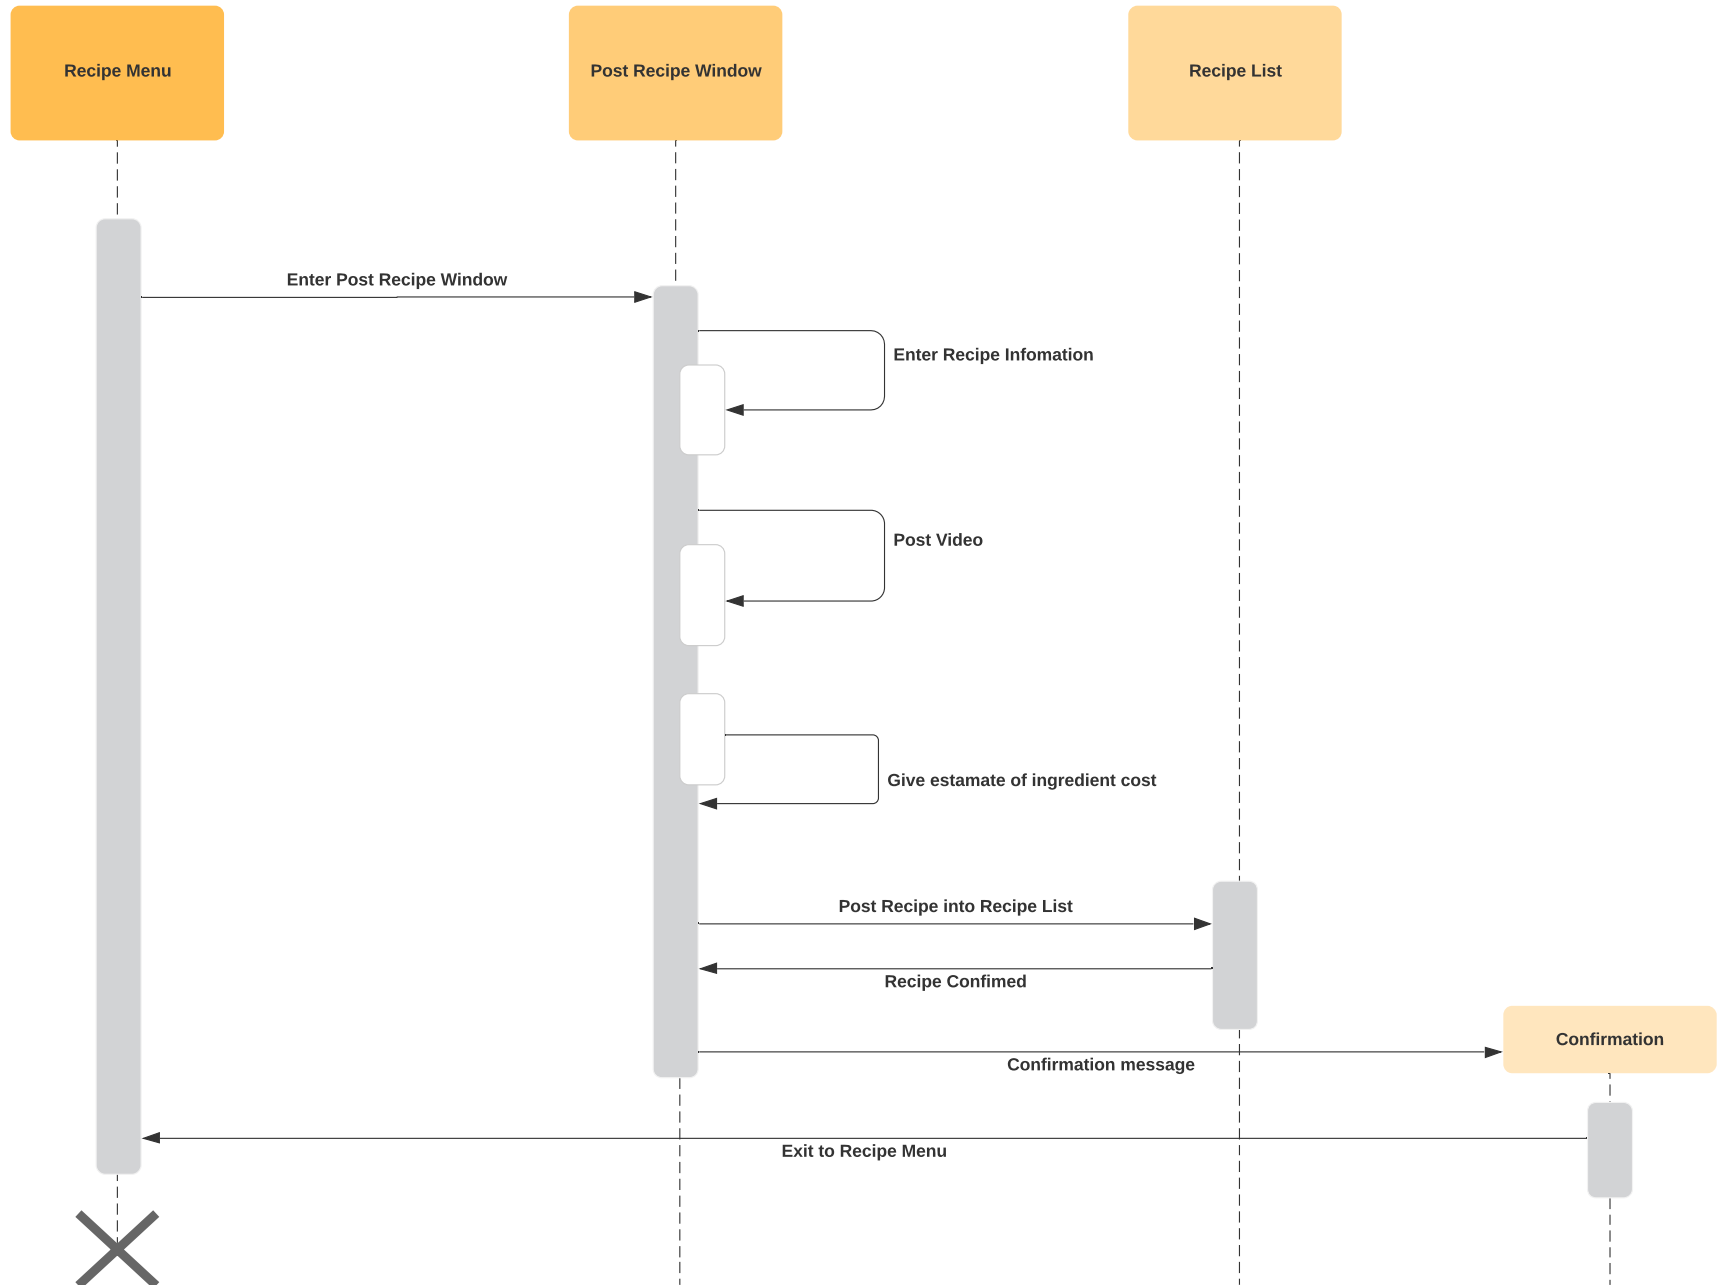 Recipe Menu
Post Recipe Window
Recipe List
Enter Post Recipe Window
Enter Recipe Infomation
Post Video
Give estamate of ingredient cost
Post Recipe into Recipe List
Recipe Confimed
Confirmation
Confirmation message
Exit to Recipe Menu